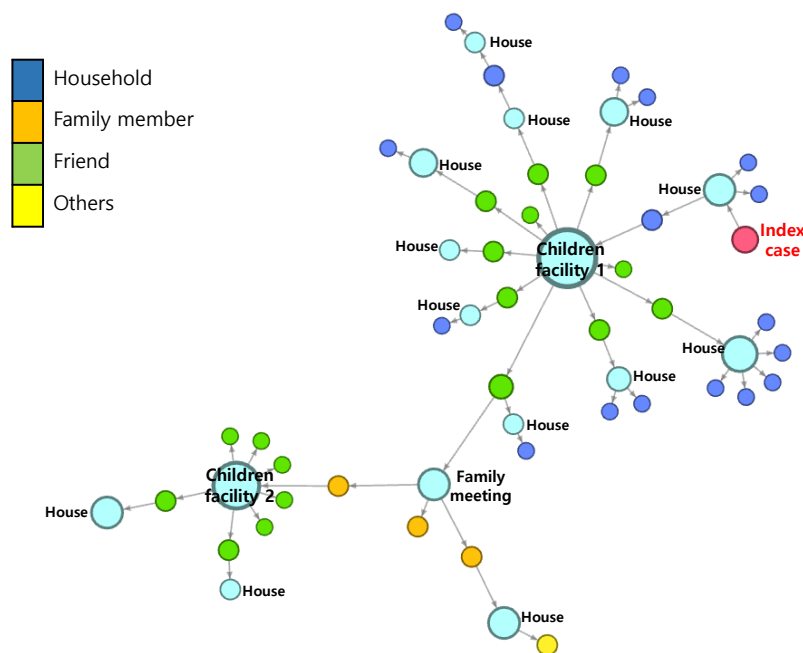 House
Household
Family member
Friend
Others
House
House
House
House
Index
case
House
Children
facility 1
House
House
House
House
Family
meeting
Children
facility 2
House
House
House